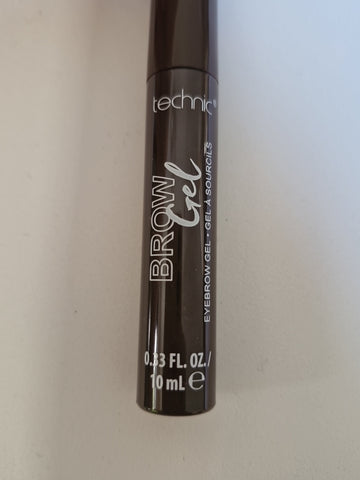 technic®
BROW
Gel
EYEBROW GEL • GEL À SOURCILS
0.33 FL. OZ./
10 mL ℮